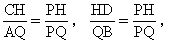 CH/AQ = PH/PQ, HD/QB = PH/PQ,